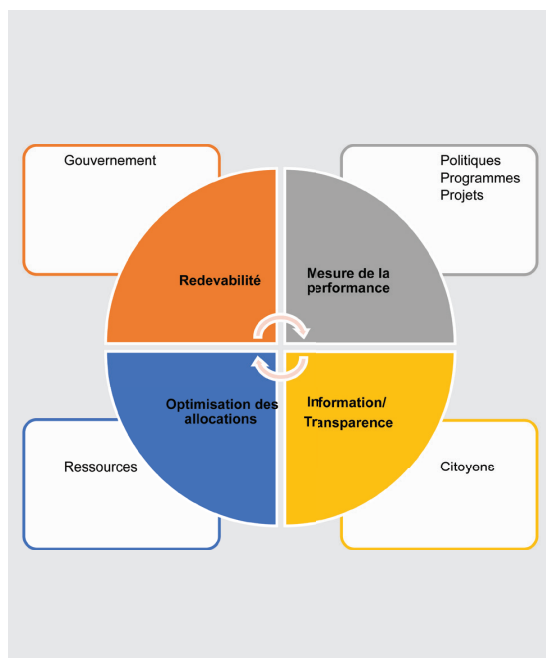 Gouvernement
Politiques
Programmes
Projets
Redevabilité
Mesure de la
performance
Optimisation des
allocations
Information/
Transparence
Ressources
Citoyens